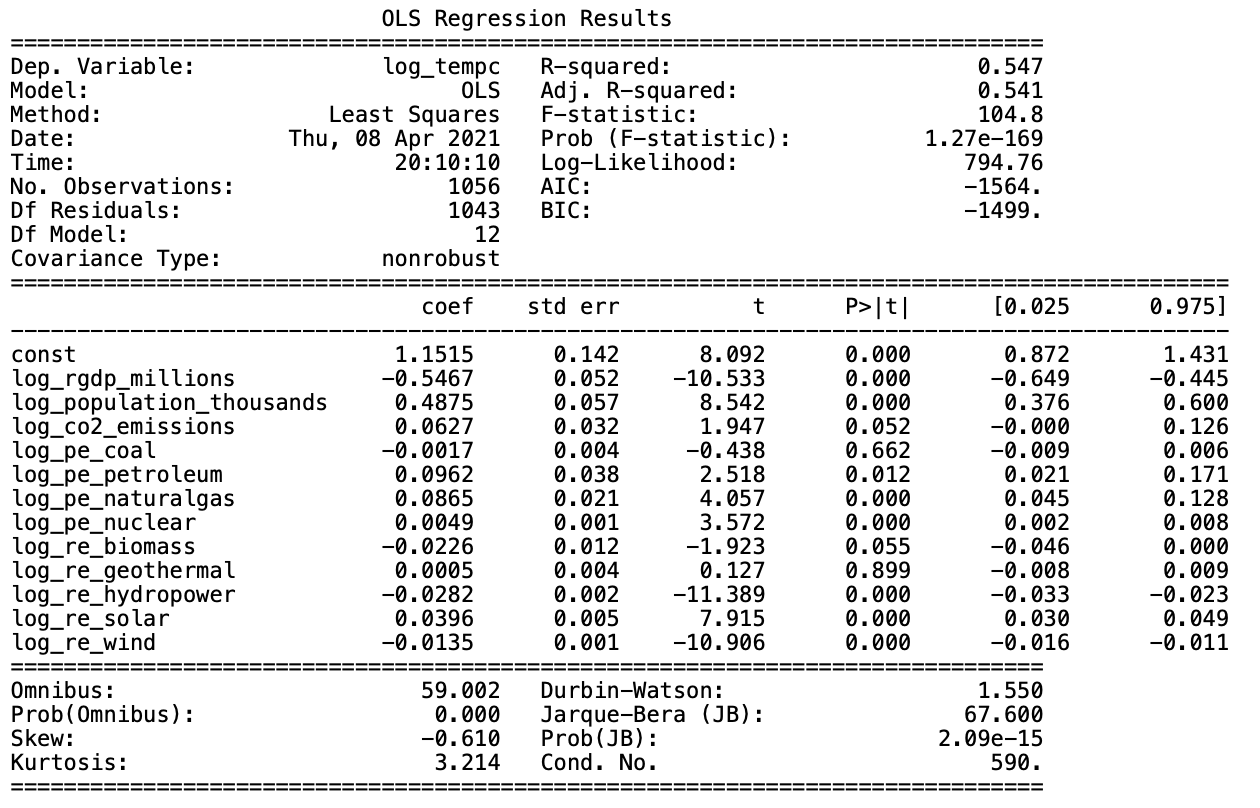 OLS Regression Results
==============================================================================
Dep. Variable:              log_tempc   R-squared:                       0.547
Model:                            OLS   Adj. R-squared:                  0.541
Method:                 Least Squares   F-statistic:                     104.8
Date:                Thu, 08 Apr 2021   Prob (F-statistic):          1.27e-169
Time:                        20:10:10   Log-Likelihood:                 794.76
No. Observations:                1056   AIC:                            -1564.
Df Residuals:                    1043   BIC:                            -1499.
Df Model:                          12
Covariance Type:            nonrobust
============================================================================================
                               coef    std err          t      P>|t|      [0.025      0.975]
--------------------------------------------------------------------------------------------
const                        1.1515      0.142      8.092      0.000       0.872       1.431
log_rgdp_millions           -0.5467      0.052    -10.533      0.000      -0.649      -0.445
log_population_thousands     0.4875      0.057      8.542      0.000       0.376       0.600
log_co2_emissions            0.0627      0.032      1.947      0.052      -0.000       0.126
log_pe_coal                 -0.0017      0.004     -0.438      0.662      -0.009       0.006
log_pe_petroleum             0.0962      0.038      2.518      0.012       0.021       0.171
log_pe_naturalgas            0.0865      0.021      4.057      0.000       0.045       0.128
log_pe_nuclear               0.0049      0.001      3.572      0.000       0.002       0.008
log_re_biomass              -0.0226      0.012     -1.923      0.055      -0.046       0.000
log_re_geothermal            0.0005      0.004      0.127      0.899      -0.008       0.009
log_re_hydropower           -0.0282      0.002    -11.389      0.000      -0.033      -0.023
log_re_solar                 0.0396      0.005      7.915      0.000       0.030       0.049
log_re_wind                 -0.0135      0.001    -10.906      0.000      -0.016      -0.011
==============================================================================
Omnibus:                       59.002   Durbin-Watson:                   1.550
Prob(Omnibus):                  0.000   Jarque-Bera (JB):               67.600
Skew:                          -0.610   Prob(JB):                     2.09e-15
Kurtosis:                       3.214   Cond. No.                         590.
==============================================================================